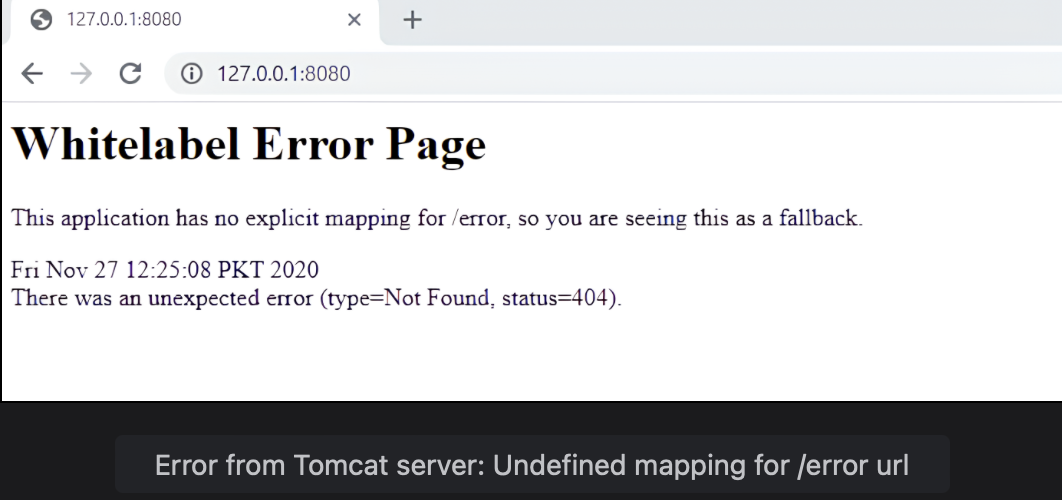 127.0.0.1:8080
127.0.0.1:8080
Whitelabel Error Page
This application has no explicit mapping for /error, so you are seeing this as a fallback.
Fri Nov 27 12:25:08 PKT 2020
There was an unexpected error (type=Not Found, status=404).
Error from Tomcat server: Undefined mapping for /error url